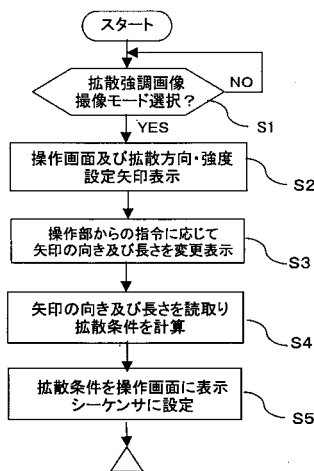 スタート
拡散強調画像
撮像モード選択？
NO
S1
YES
操作画面及び拡散方向・強度
設定矢印表示
S2
操作部からの指令に応じて
矢印の向き及び長さを変更表示
S3
矢印の向き及び長さを読取り
拡散条件を計算
S4
拡散条件を操作画面に表示
シーケンサに設定
S5